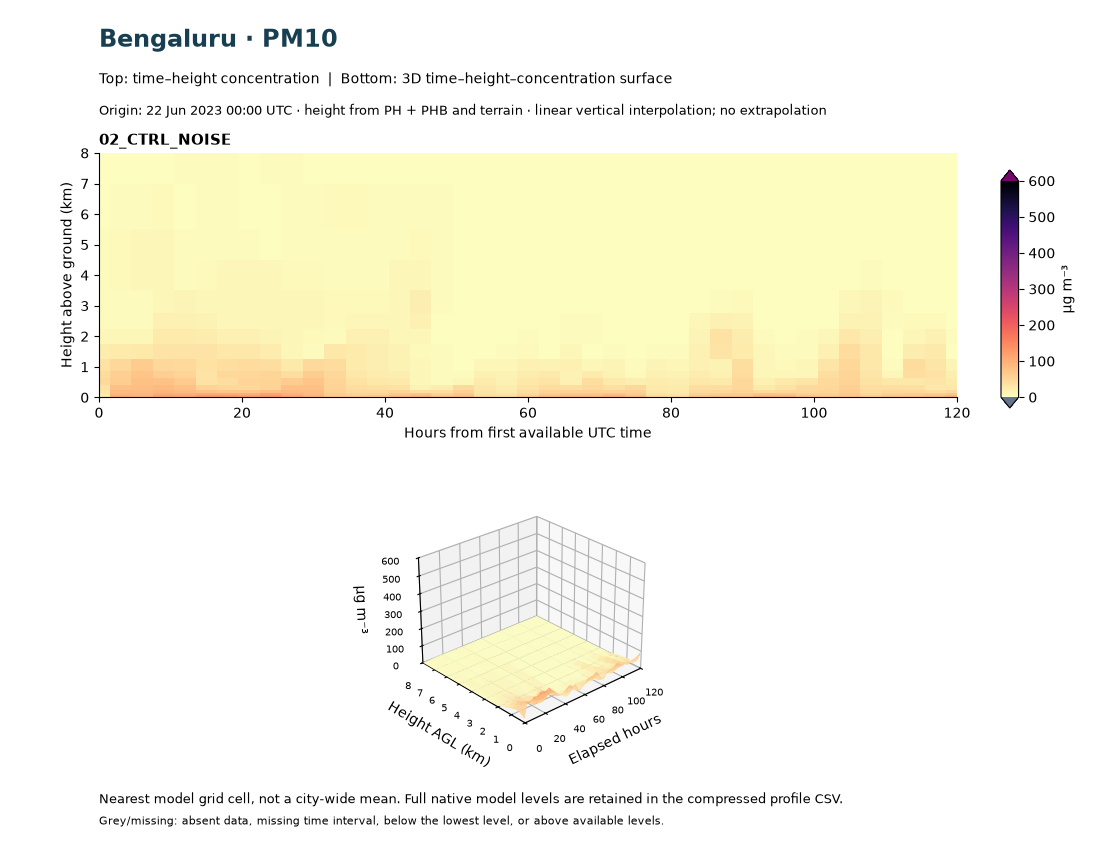 Bengaluru · PM10
Top: time–height concentration | Bottom: 3D time–height–concentration surface
Origin: 22 Jun 2023 00:00 UTC · height from PH + PHB and terrain · linear vertical interpolation; no extrapolation
02_CTRL_NOISE
8
7
6
5
4
3
2
1
0
Height above ground (km)
0 20 40 60 80 100 120
Hours from first available UTC time
600
500
400
300
200
100
0
µg m⁻³
600
500
400
300
200
100
0
µg m⁻³
8 7 6 5 4 3 2 1 0
Height AGL (km)
0 20 40 60 80 100 120
Elapsed hours
Nearest model grid cell, not a city-wide mean. Full native model levels are retained in the compressed profile CSV.
Grey/missing: absent data, missing time interval, below the lowest level, or above available levels.